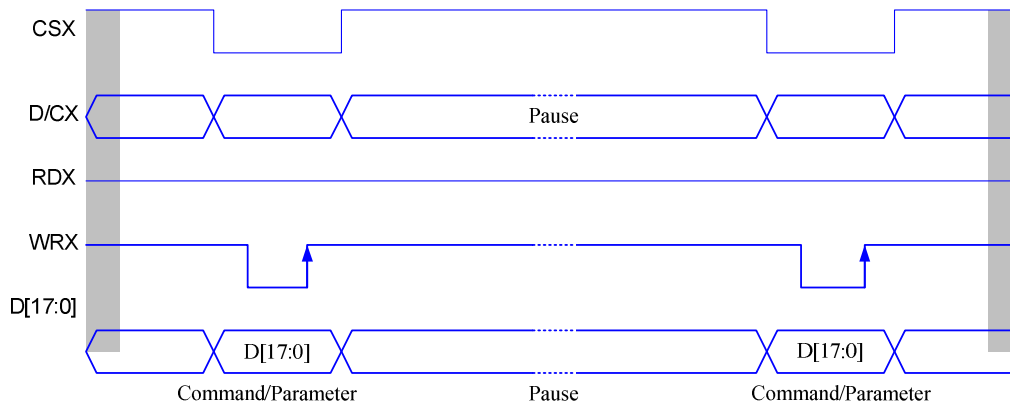 CSX
D/CX
Pause
RDX
WRX
D[17:0]
D[17:0] D[17:0]
Command/Parameter Pause Command/Parameter